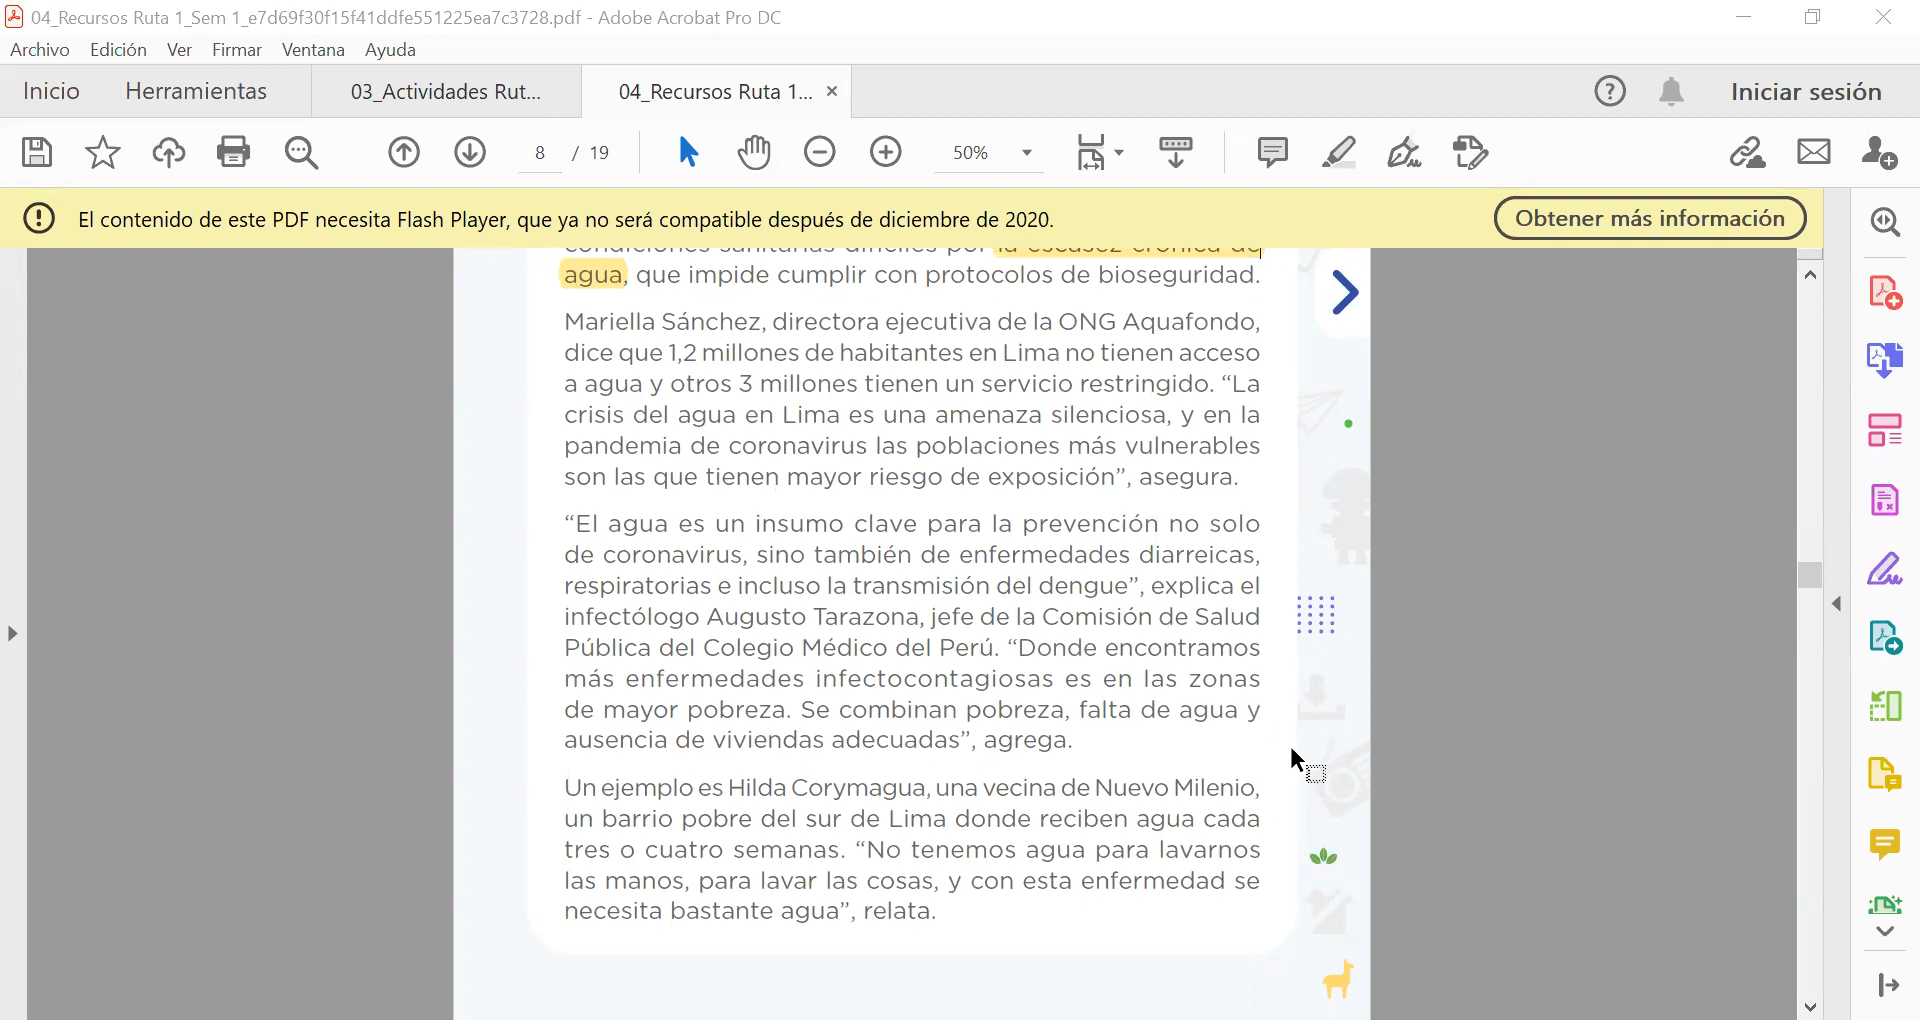 04_Recursos Ruta 1_Sem 1_e7d69f30f15f41ddfe551225ea7c3728.pdf - Adobe Acrobat Pro DC
Archivo Edición Ver Firmar Ventana Ayuda
Inicio Herramientas 03_Actividades Rut... 04_Recursos Ruta 1... × Iniciar sesión
8 / 19 50%
El contenido de este PDF necesita Flash Player, que ya no será compatible después de diciembre de 2020. Obtener más información
condiciones sanitarias difíciles por la escasez crónica de
agua, que impide cumplir con protocolos de bioseguridad.
Mariella Sánchez, directora ejecutiva de la ONG Aquafondo,
dice que 1,2 millones de habitantes en Lima no tienen acceso
a agua y otros 3 millones tienen un servicio restringido. “La
crisis del agua en Lima es una amenaza silenciosa, y en la
pandemia de coronavirus las poblaciones más vulnerables
son las que tienen mayor riesgo de exposición”, asegura.
“El agua es un insumo clave para la prevención no solo
de coronavirus, sino también de enfermedades diarreicas,
respiratorias e incluso la transmisión del dengue”, explica el
infectólogo Augusto Tarazona, jefe de la Comisión de Salud
Pública del Colegio Médico del Perú. “Donde encontramos
más enfermedades infectocontagiosas es en las zonas
de mayor pobreza. Se combinan pobreza, falta de agua y
ausencia de viviendas adecuadas”, agrega.
Un ejemplo es Hilda Corymagua, una vecina de Nuevo Milenio,
un barrio pobre del sur de Lima donde reciben agua cada
tres o cuatro semanas. “No tenemos agua para lavarnos
las manos, para lavar las cosas, y con esta enfermedad se
necesita bastante agua”, relata.